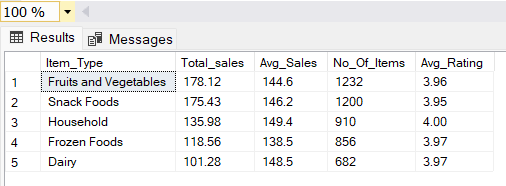 100 %
Results Messages
Item_Type Total_sales Avg_Sales No_Of_Items Avg_Rating
1 Fruits and Vegetables 178.12 144.6 1232 3.96
2 Snack Foods 175.43 146.2 1200 3.95
3 Household 135.98 149.4 910 4.00
4 Frozen Foods 118.56 138.5 856 3.97
5 Dairy 101.28 148.5 682 3.97